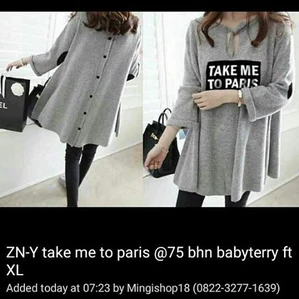 TAKE ME
TO PARIS
ZN-Y take me to paris @75 bhn babyterry ft
XL
Added today at 07:23 by Mingishop18 (0822-3277-1639)